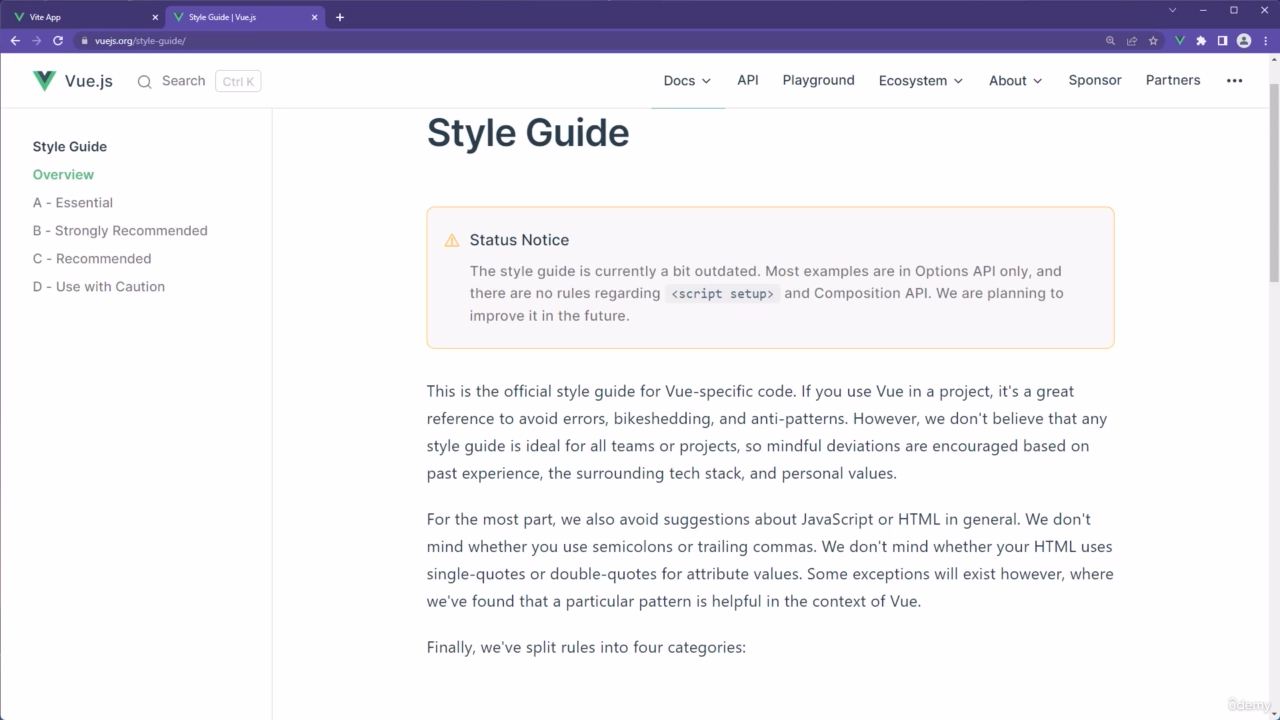 Vite App
Style Guide | Vue.js
vuejs.org/style-guide/
Vue.js
Search
Ctrl K
Docs
API
Playground
Ecosystem
About
Sponsor
Partners
Style Guide
Overview
A - Essential
B - Strongly Recommended
C - Recommended
D - Use with Caution
Style Guide
Status Notice
The style guide is currently a bit outdated. Most examples are in Options API only, and
there are no rules regarding <script setup> and Composition API. We are planning to
improve it in the future.
This is the official style guide for Vue-specific code. If you use Vue in a project, it's a great
reference to avoid errors, bikeshedding, and anti-patterns. However, we don't believe that any
style guide is ideal for all teams or projects, so mindful deviations are encouraged based on
past experience, the surrounding tech stack, and personal values.
For the most part, we also avoid suggestions about JavaScript or HTML in general. We don't
mind whether you use semicolons or trailing commas. We don't mind whether your HTML uses
single-quotes or double-quotes for attribute values. Some exceptions will exist however, where
we've found that a particular pattern is helpful in the context of Vue.
Finally, we've split rules into four categories:
ûdemy